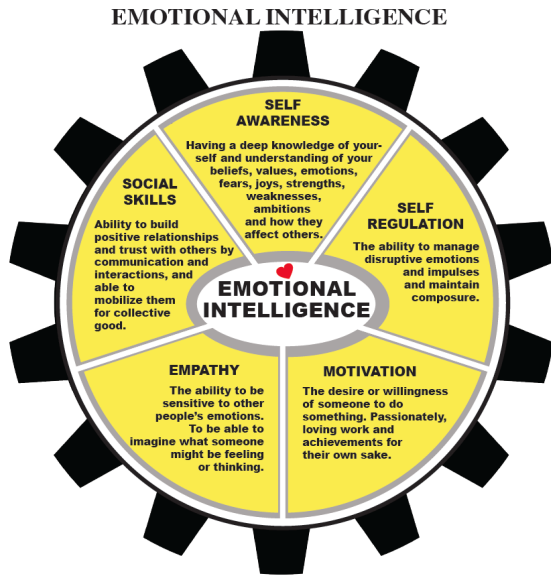 EMOTIONAL INTELLIGENCE
SELF
AWARENESS
Having a deep knowledge of your-
self and understanding of your
beliefs, values, emotions,
fears, joys, strengths,
weaknesses,
ambitions
and how they
affect others.
SELF
REGULATION
The ability to manage
disruptive emotions
and impulses
and maintain
composure.
MOTIVATION
The desire or willingness
of someone to do
something. Passionately,
loving work and
achievements for
their own sake.
EMPATHY
The ability to be
sensitive to other
people's emotions.
To be able to
imagine what someone
might be feeling
or thinking.
SOCIAL
SKILLS
Ability to build
positive relationships
and trust with others by
communication and
interactions, and
able to
mobilize them
for collective
good.
EMOTIONAL
INTELLIGENCE